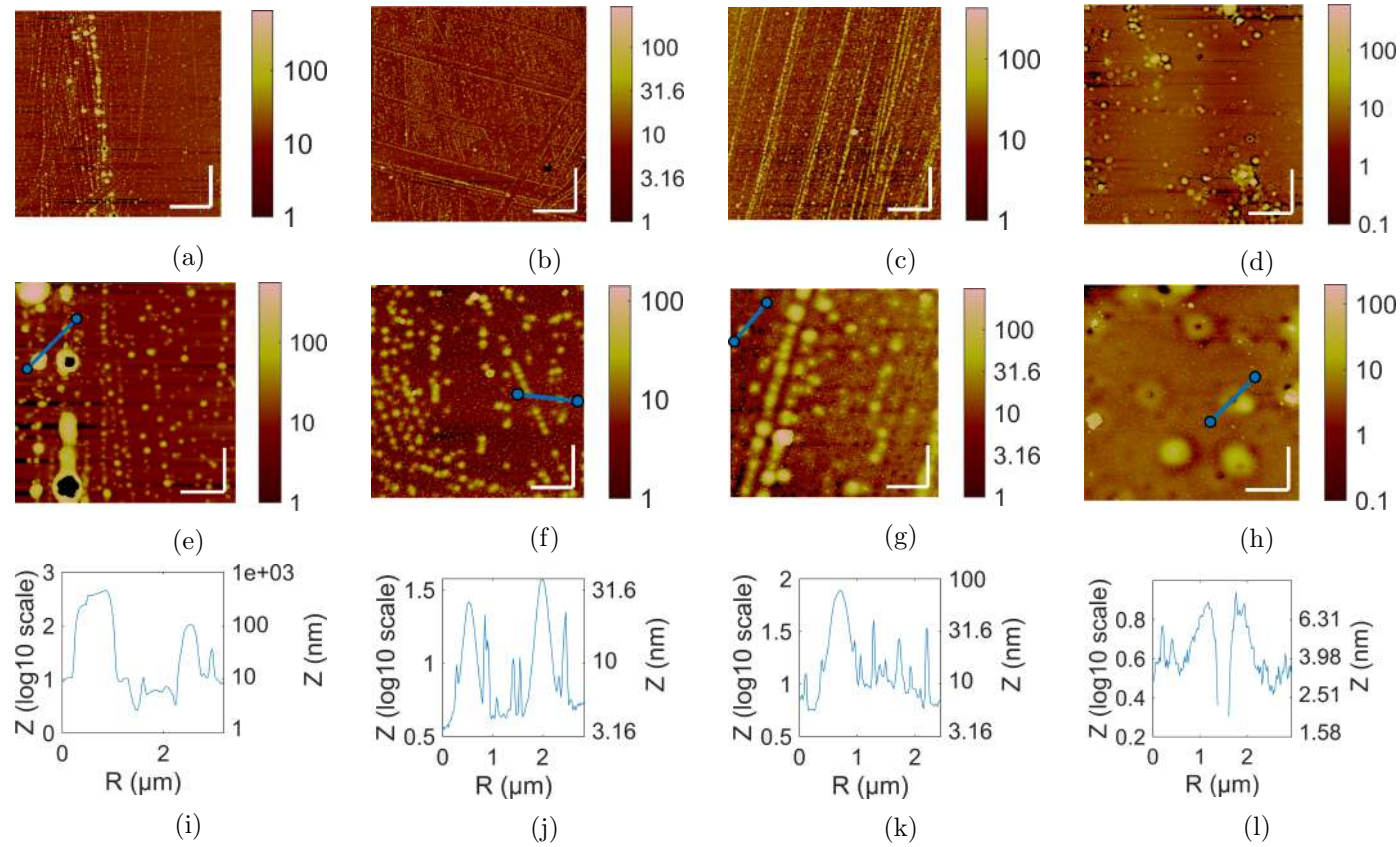 100
10
1
(a)
100
31.6
10
3.16
1
(b)
100
10
1
(c)
100
10
1
0.1
(d)
100
10
1
(e)
100
10
1
(f)
100
31.6
10
3.16
1
(g)
100
10
1
0.1
(h)
Z (log10 scale)
3
2
1
0
0
2
R (µm)
1e+03
100
10
1
Z (nm)
(i)
Z (log10 scale)
1.5
1
0.5
0
1
2
R (µm)
31.6
10
3.16
Z (nm)
(j)
Z (log10 scale)
2
1.5
1
0.5
0
1
2
R (µm)
100
31.6
10
3.16
Z (nm)
(k)
Z (log10 scale)
0.8
0.6
0.4
0.2
0
1
2
R (µm)
6.31
3.98
2.51
1.58
Z (nm)
(l)